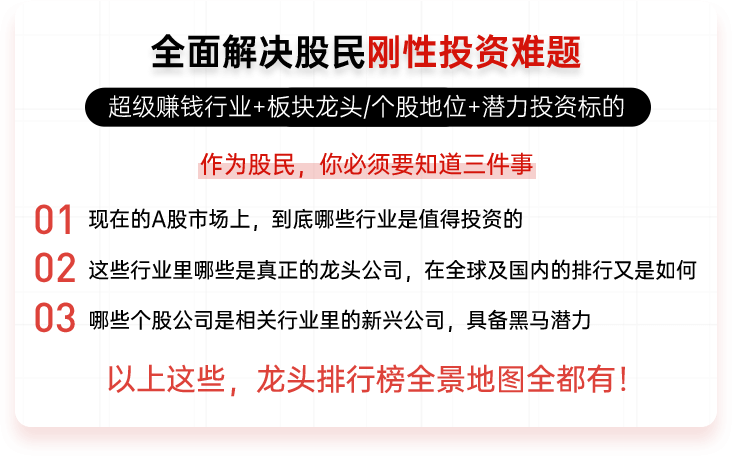 全面解决股民刚性投资难题
超级赚钱行业+板块龙头/个股地位+潜力投资标的
作为股民，你必须要知道三件事
01 现在的A股市场上，到底哪些行业是值得投资的
02 这些行业里哪些是真正的龙头公司，在全球及国内的排行又是如何
03 哪些个股公司是相关行业里的新兴公司，具备黑马潜力
以上这些，龙头排行榜全景地图全都有！